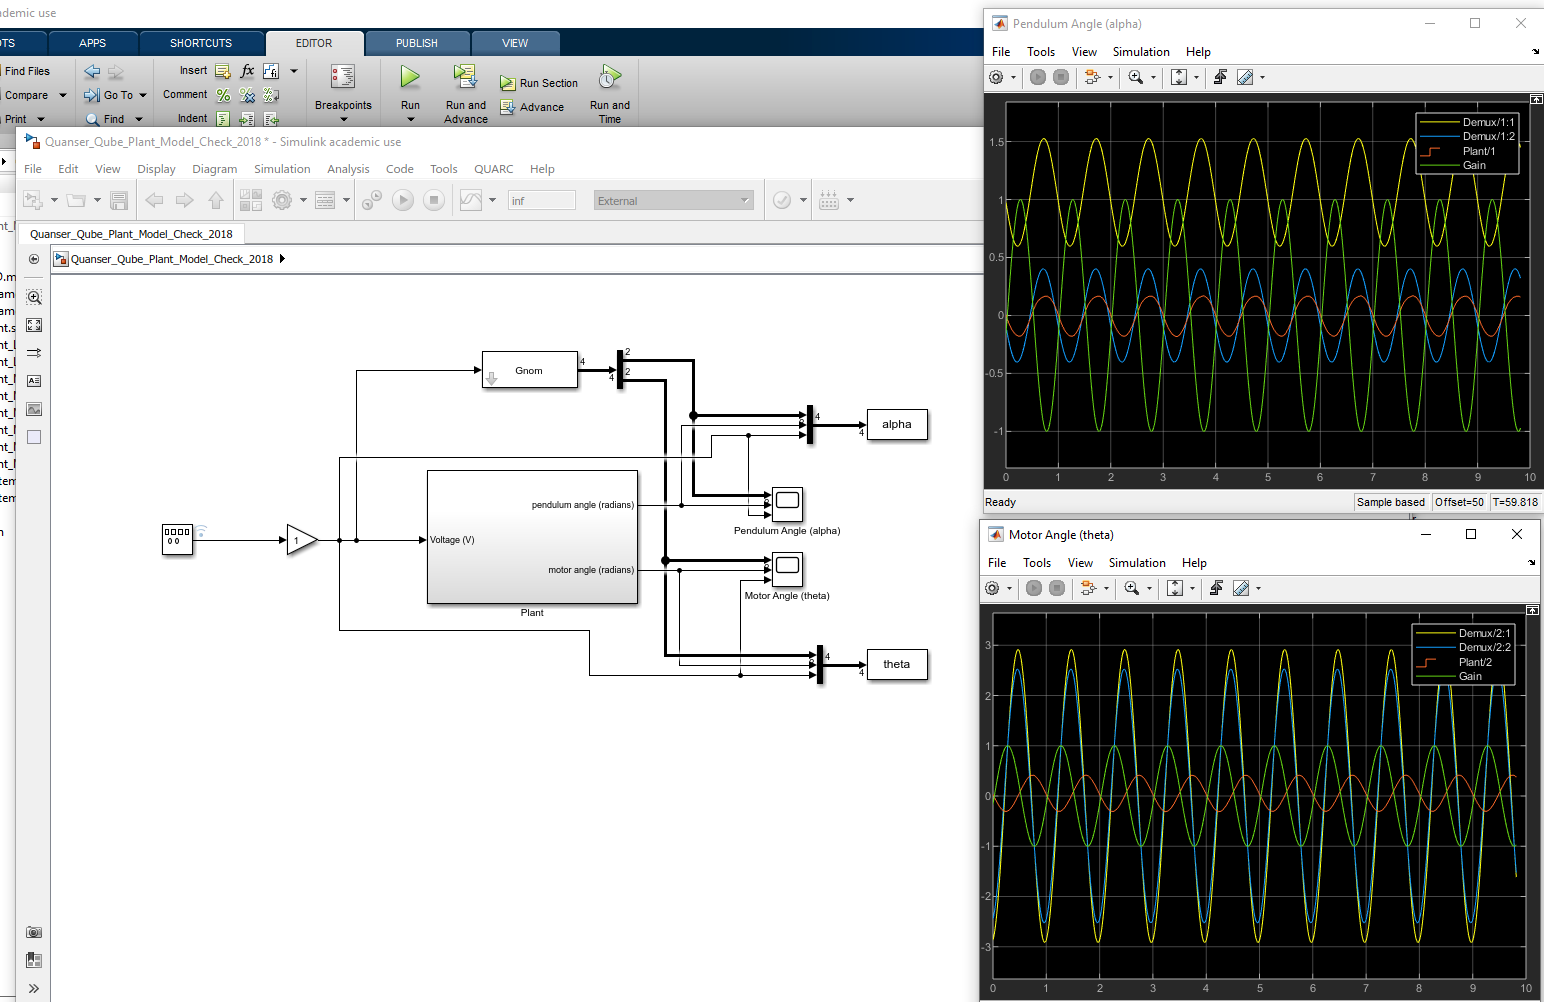 ademic use
OTS
APPS
SHORTCUTS
EDITOR
PUBLISH
VIEW
Find Files
Insert
fx
Run Section
Compare
Go To
Comment
Breakpoints
Run
Run and
Advance
Advance
Run and
Time
Print
Find
Indent
Quanser_Qube_Plant_Model_Check_2018 * - Simulink academic use
File Edit View Display Diagram Simulation Analysis Code Tools QUARC Help
inf
External
Quanser_Qube_Plant_Model_Check_2018
Quanser_Qube_Plant_Model_Check_2018
Gnom
4
4
2
2
4
4
alpha
pendulum angle (radians)
Pendulum Angle (alpha)
1
Voltage (V)
motor angle (radians)
Motor Angle (theta)
Plant
4
4
theta
Pendulum Angle (alpha)
File Tools View Simulation Help
Demux/1:1
Demux/1:2
Plant/1
Gain
1.5
1
0.5
0
-0.5
-1
0 1 2 3 4 5 6 7 8 9 10
Ready
Sample based
Offset=50
T=59.818
Motor Angle (theta)
File Tools View Simulation Help
Demux/2:1
Demux/2:2
Plant/2
Gain
3
2
1
0
-1
-2
-3
0 1 2 3 4 5 6 7 8 9 10